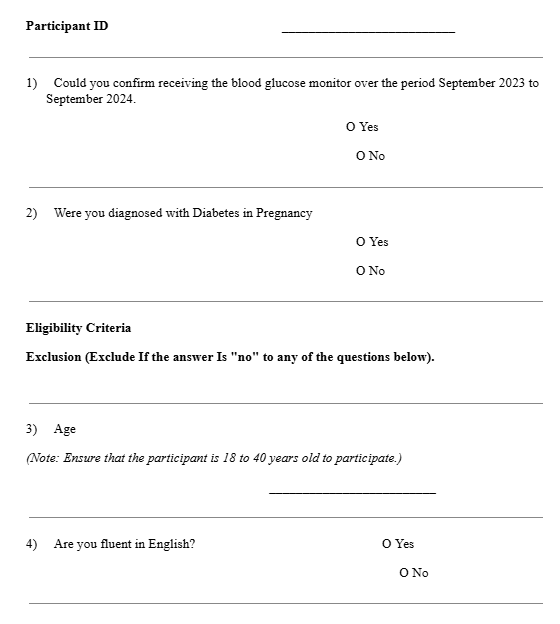 Participant ID ___________________________
1) Could you confirm receiving the blood glucose monitor over the period September 2023 to
September 2024.
O Yes
O No
2) Were you diagnosed with Diabetes in Pregnancy
O Yes
O No
Eligibility Criteria
Exclusion (Exclude If the answer Is "no" to any of the questions below).
3) Age
(Note: Ensure that the participant is 18 to 40 years old to participate.)
__________________________
4) Are you fluent in English? O Yes
O No